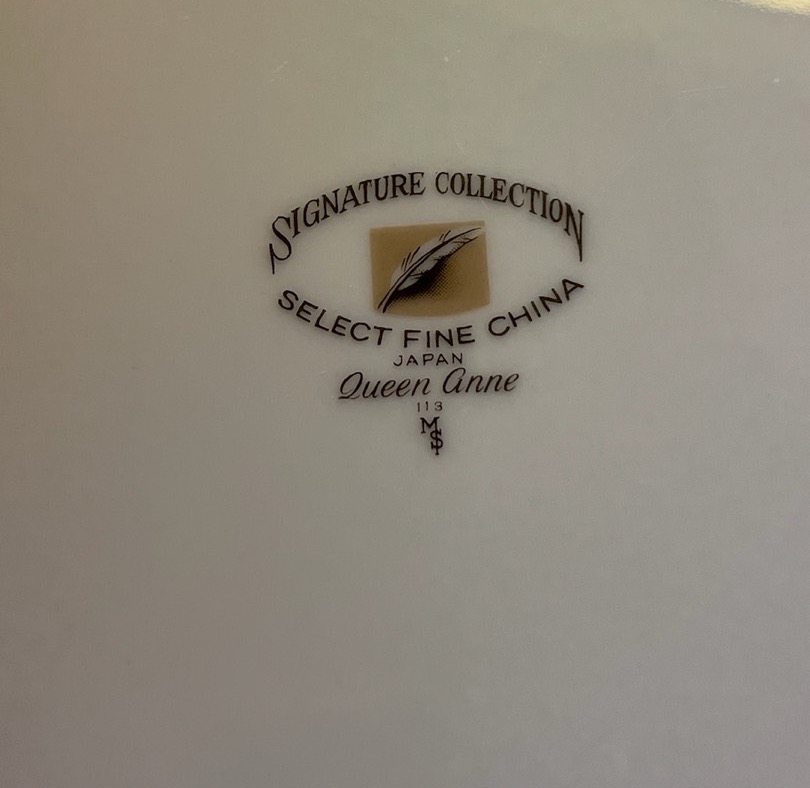 SIGNATURE COLLECTION
SELECT FINE CHINA
JAPAN
Queen Anne
113
MS